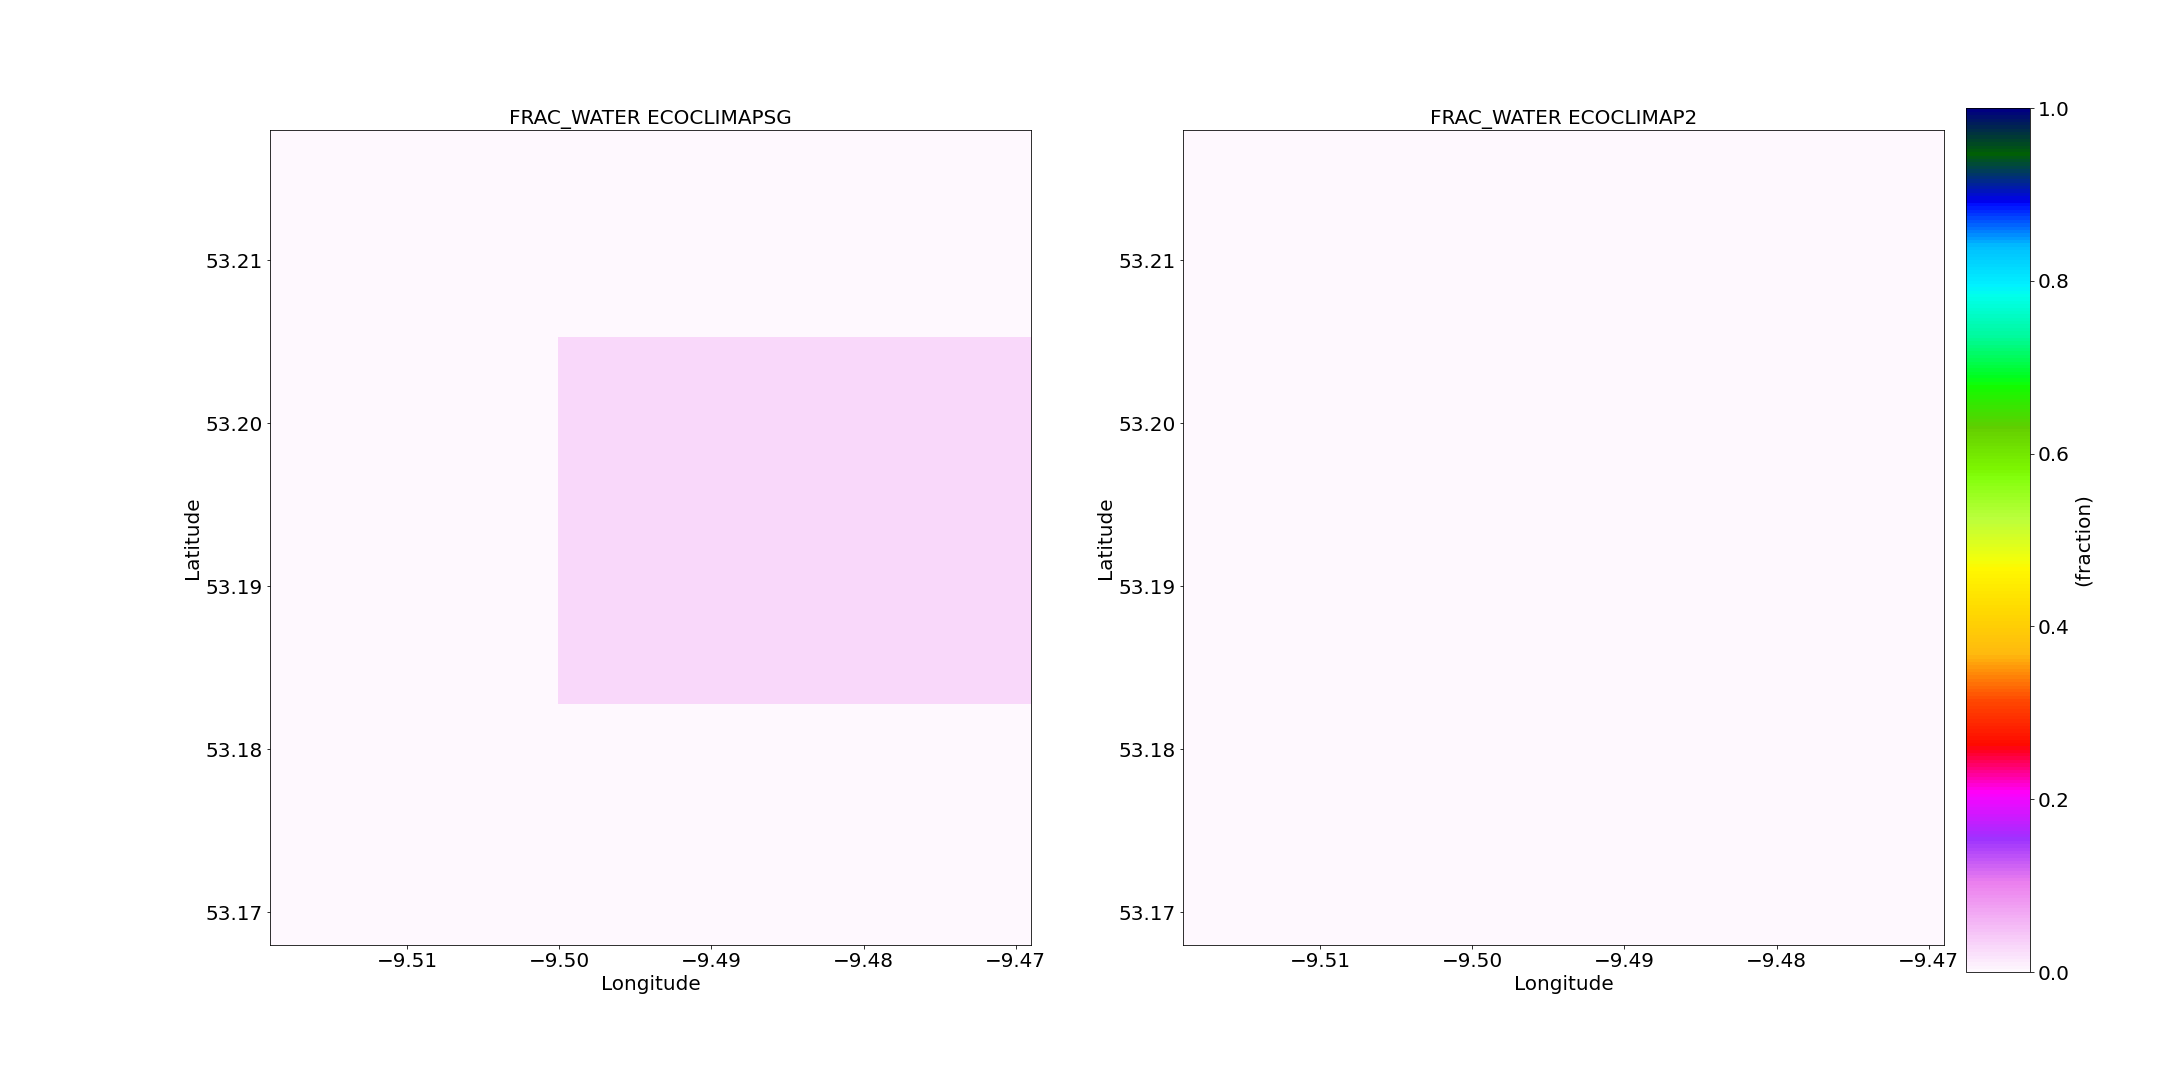 FRAC_WATER ECOCLIMAPSG
53.21
53.20
53.19
53.18
53.17
Latitude
−9.51 −9.50 −9.49 −9.48 −9.47
Longitude
FRAC_WATER ECOCLIMAP2
53.21
53.20
53.19
53.18
53.17
Latitude
−9.51 −9.50 −9.49 −9.48 −9.47
Longitude
1.0
0.8
0.6
0.4
0.2
0.0
(fraction)